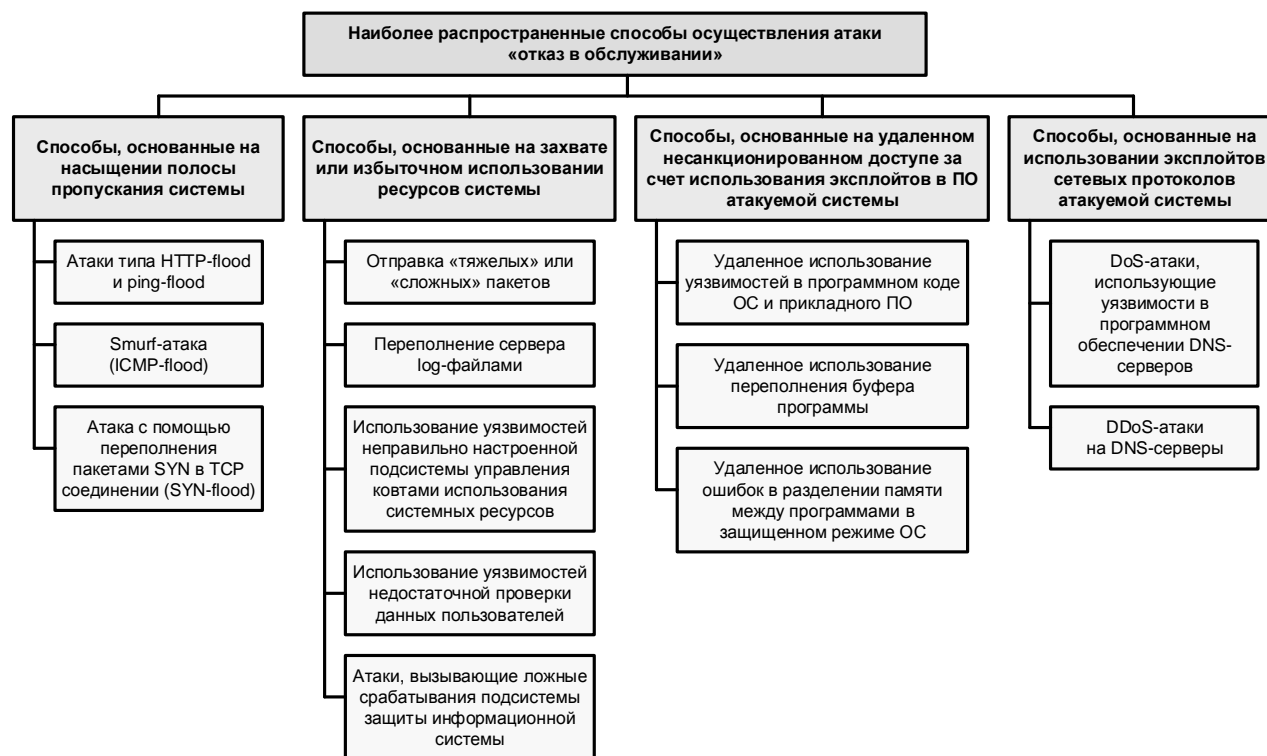 Наиболее распространенные способы осуществления атаки
«отказ в обслуживании»
Способы, основанные на
насыщении полосы
пропускания системы
Атаки типа HTTP-flood
и ping-flood
Smurf-атака
(ICMP-flood)
Атака с помощью
переполнения
пакетами SYN в TCP
соединении (SYN-flood)
Способы, основанные на захвате
или избыточном использовании
ресурсов системы
Отправка «тяжелых» или
«сложных» пакетов
Переполнение сервера
log-файлами
Использование уязвимостей
неправильно настроенной
подсистемы управления
ковтами использования
системных ресурсов
Использование уязвимостей
недостаточной проверки
данных пользователей
Атаки, вызывающие ложные
срабатывания подсистемы
защиты информационной
системы
Способы, основанные на удаленном
несанкционированном доступе за
счет использования эксплойтов в ПО
атакуемой системы
Удаленное использование
уязвимостей в программном коде
ОС и прикладного ПО
Удаленное использование
переполнения буфера
программы
Удаленное использование
ошибок в разделении памяти
между программами в
защищенном режиме ОС
Способы, основанные на
использовании эксплойтов
сетевых протоколов
атакуемой системы
DoS-атаки,
использующие
уязвимости в
программном
обеспечении DNS-
серверов
DDoS-атаки
на DNS-серверы